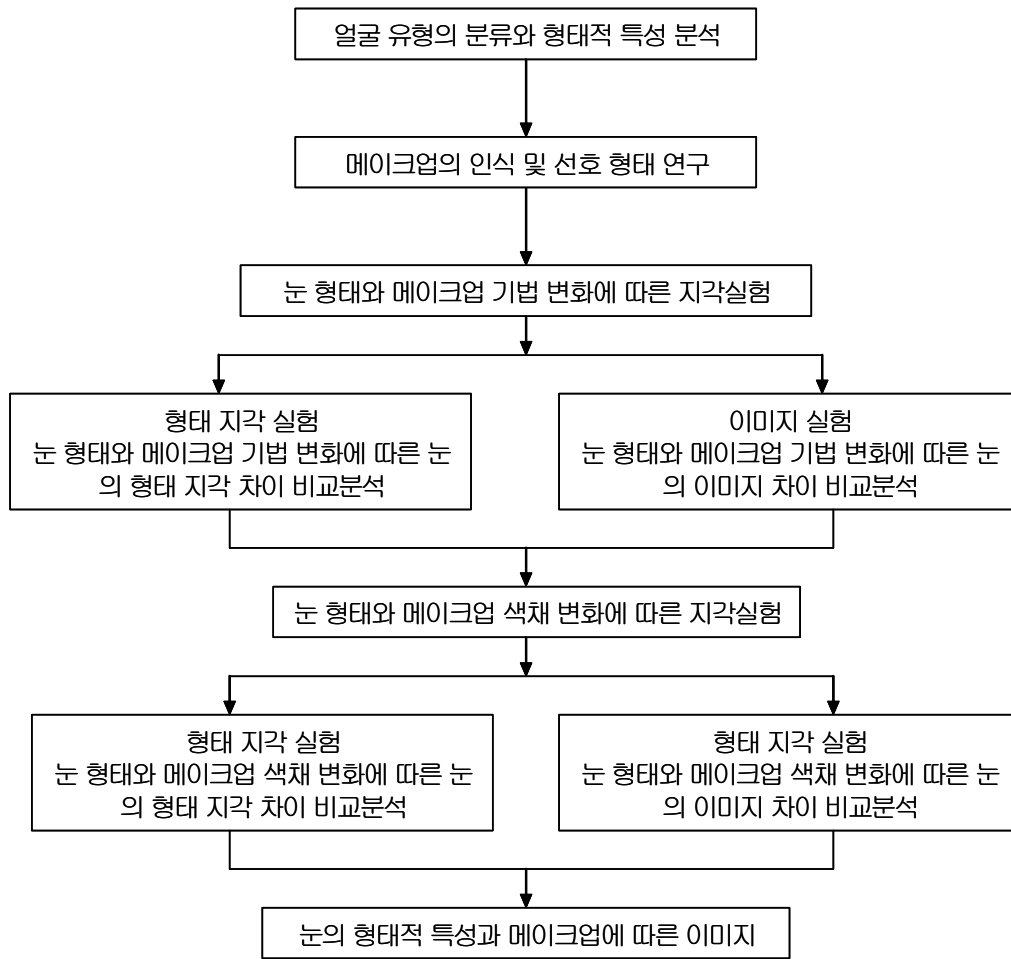 얼굴 유형의 분류와 형태적 특성 분석
메이크업의 인식 및 선호 형태 연구
눈 형태와 메이크업 기법 변화에 따른 지각실험
형태 지각 실험
눈 형태와 메이크업 기법 변화에 따른 눈
의 형태 지각 차이 비교분석
이미지 실험
눈 형태와 메이크업 기법 변화에 따른 눈
의 이미지 차이 비교분석
눈 형태와 메이크업 색채 변화에 따른 지각실험
형태 지각 실험
눈 형태와 메이크업 색채 변화에 따른 눈
의 형태 지각 차이 비교분석
형태 지각 실험
눈 형태와 메이크업 색채 변화에 따른 눈
의 이미지 차이 비교분석
눈의 형태적 특성과 메이크업에 따른 이미지